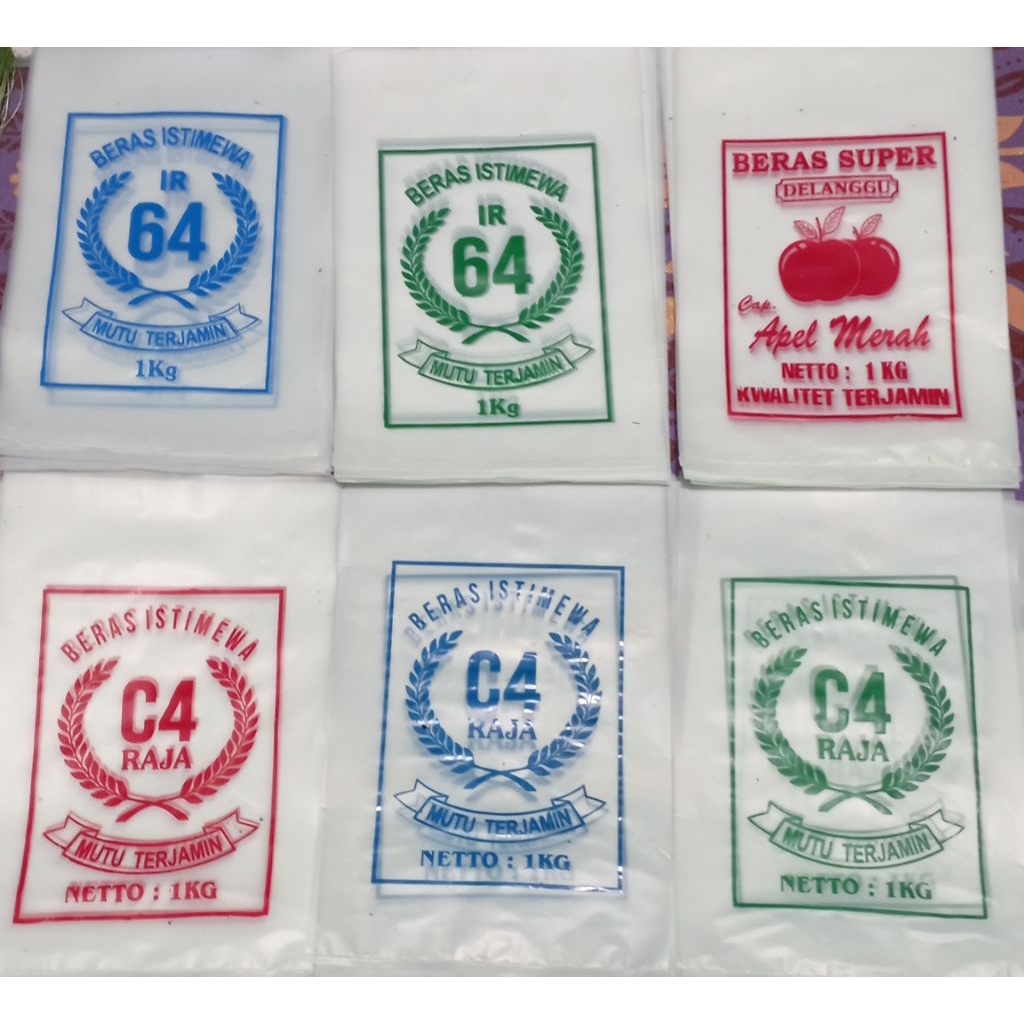 BERAS ISTIMEWA
IR
64
MUTU TERJAMIN
1Kg
BERAS ISTIMEWA
IR
64
MUTU TERJAMIN
1Kg
BERAS SUPER
DELANGGU
Cap.
Apel Merah
NETTO : 1 KG
KWALITET TERJAMIN
BERAS ISTIMEWA
C4
RAJA
MUTU TERJAMIN
NETTO : 1KG
BERAS ISTIMEWA
C4
RAJA
MUTU TERJAMIN
NETTO : 1KG
BERAS ISTIMEWA
C4
RAJA
MUTU TERJAMIN
NETTO : 1KG